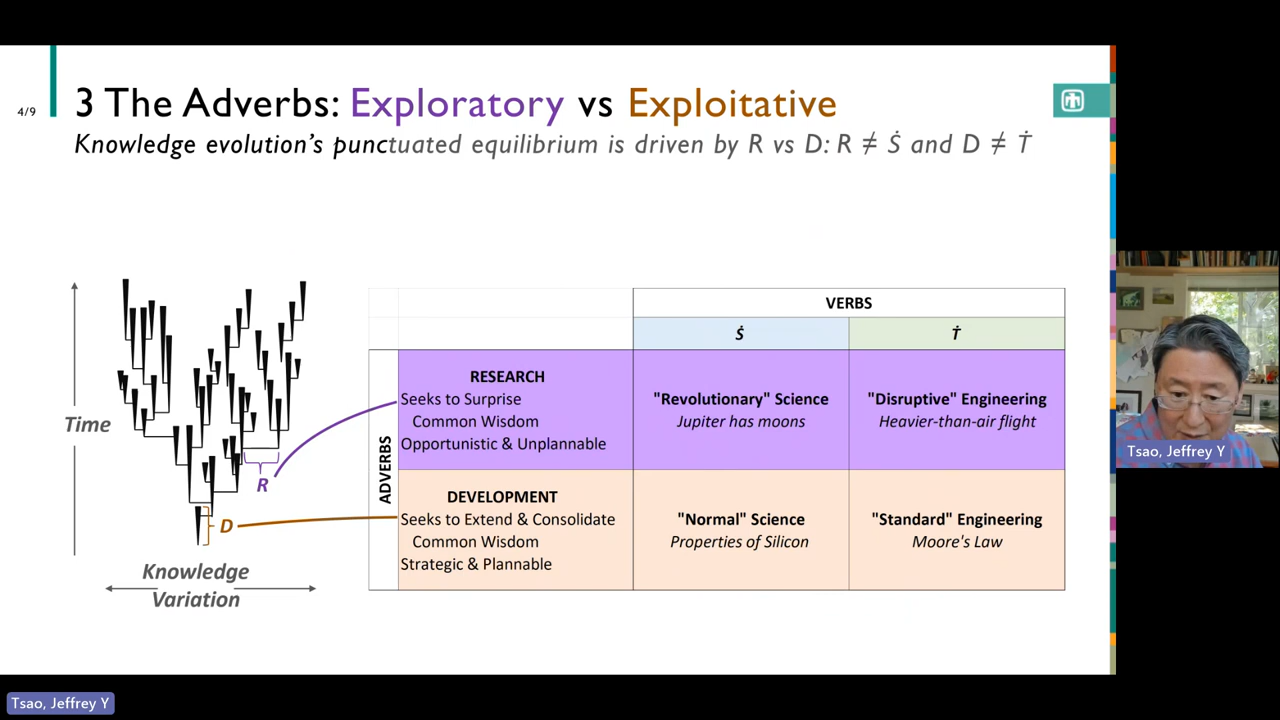 4/9
3 The Adverbs: Exploratory vs Exploitative
Knowledge evolution's punctuated equilibrium is driven by R vs D: R ≠ Ṡ and D ≠ Ṫ
Time
R
D
Knowledge
Variation
VERBS
Ṡ
Ṫ
ADVERBS
RESEARCH
Seeks to Surprise
Common Wisdom
Opportunistic & Unplannable
"Revolutionary" Science
Jupiter has moons
"Disruptive" Engineering
Heavier-than-air flight
DEVELOPMENT
Seeks to Extend & Consolidate
Common Wisdom
Strategic & Plannable
"Normal" Science
Properties of Silicon
"Standard" Engineering
Moore's Law
Tsao, Jeffrey Y
Tsao, Jeffrey Y